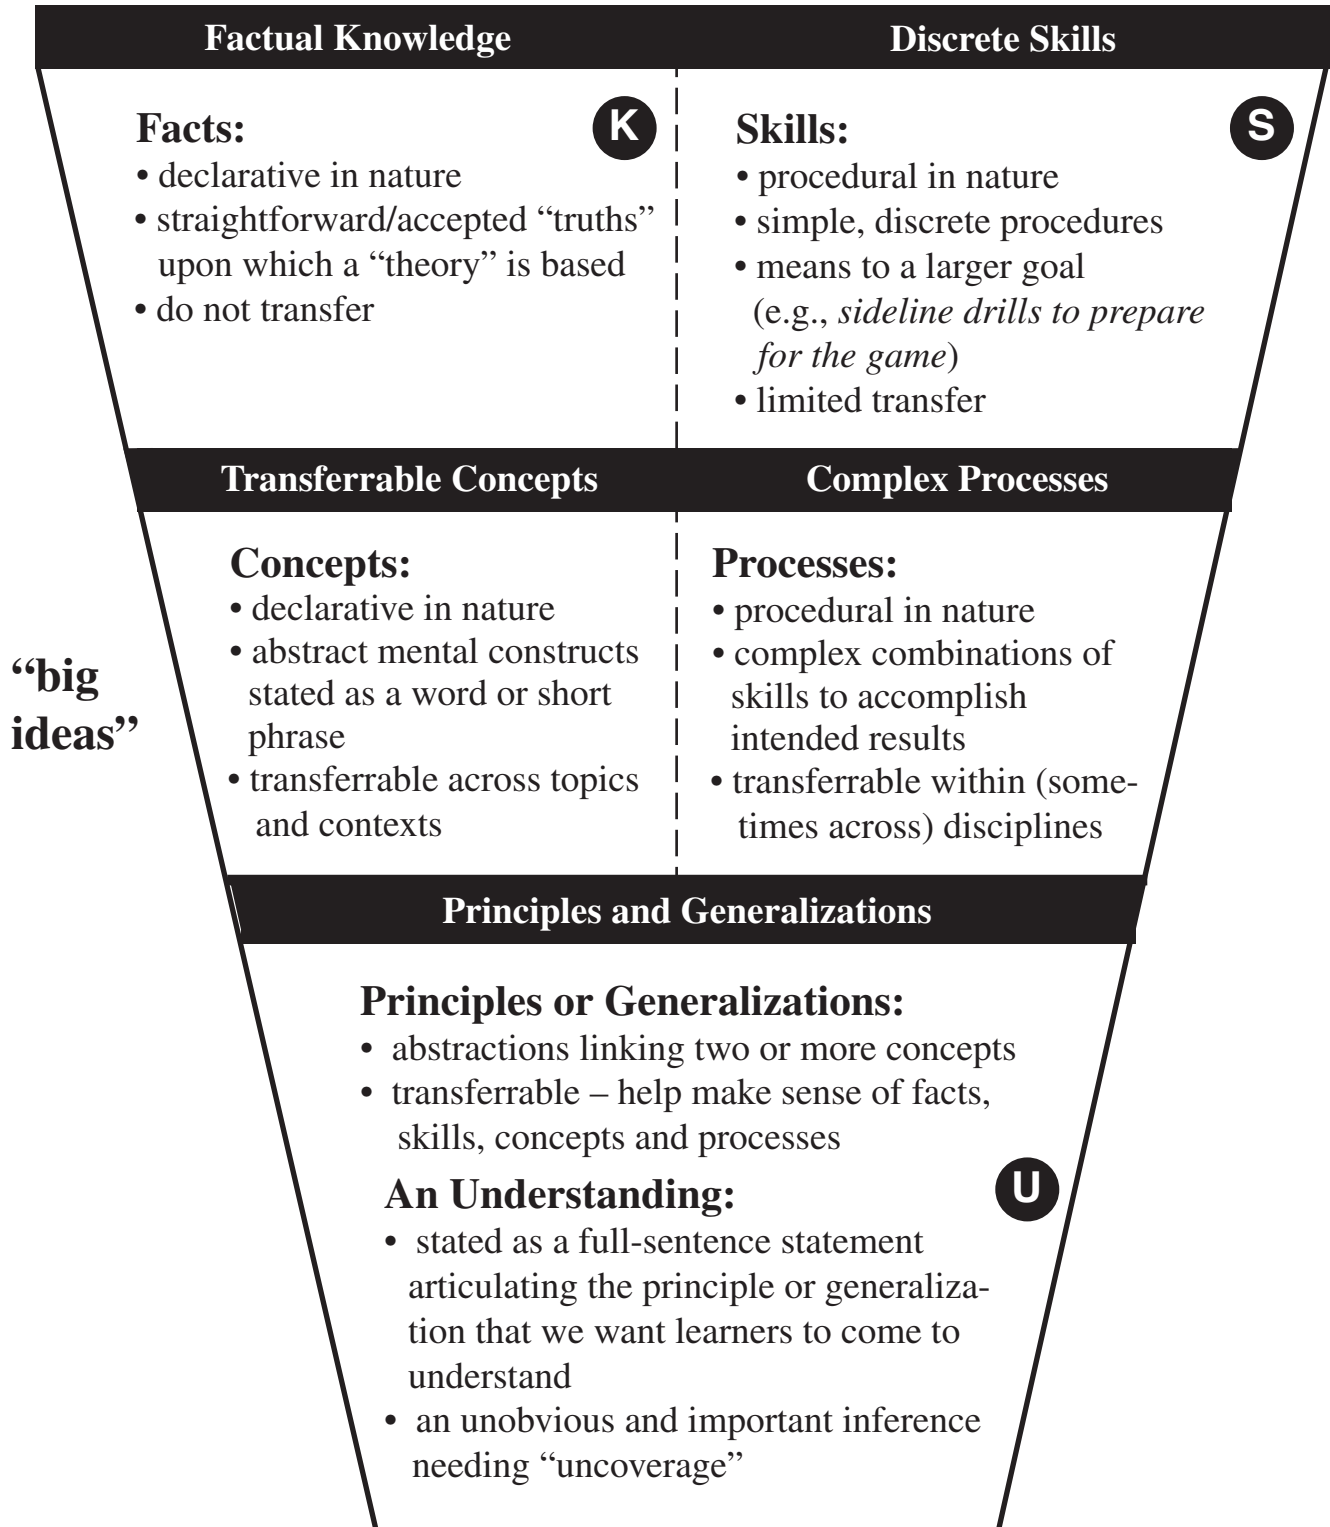 Factual Knowledge
Discrete Skills
Facts:
K
• declarative in nature
• straightforward/accepted “truths”
upon which a “theory” is based
• do not transfer
Skills:
S
• procedural in nature
• simple, discrete procedures
• means to a larger goal
(e.g., sideline drills to prepare
for the game)
• limited transfer
Transferrable Concepts
Complex Processes
“big
ideas”
Concepts:
• declarative in nature
• abstract mental constructs
stated as a word or short
phrase
• transferrable across topics
and contexts
Processes:
• procedural in nature
• complex combinations of
skills to accomplish
intended results
• transferrable within (some-
times across) disciplines
Principles and Generalizations
Principles or Generalizations:
• abstractions linking two or more concepts
• transferrable – help make sense of facts,
skills, concepts and processes
An Understanding:
U
• stated as a full-sentence statement
articulating the principle or generaliza-
tion that we want learners to come to
understand
• an unobvious and important inference
needing “uncoverage”